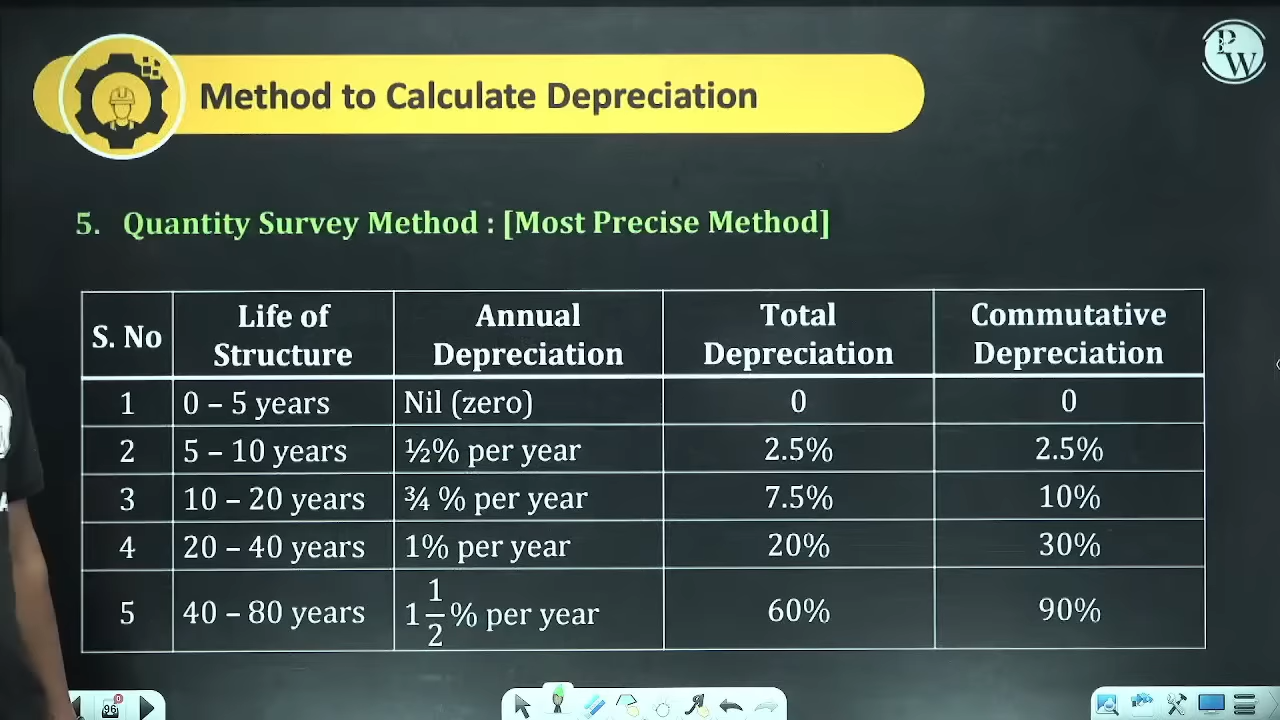 PW
Method to Calculate Depreciation
5. Quantity Survey Method : [Most Precise Method]
S. No Life of Structure Annual Depreciation Total Depreciation Commutative Depreciation
1 0 – 5 years Nil (zero) 0 0
2 5 – 10 years ½% per year 2.5% 2.5%
3 10 – 20 years ¾ % per year 7.5% 10%
4 20 – 40 years 1% per year 20% 30%
5 40 – 80 years 1 1/2 % per year 60% 90%
96
0